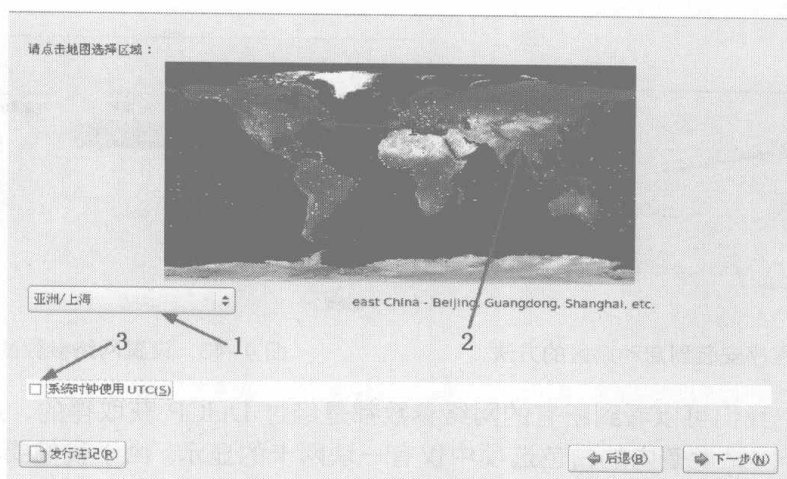 请点击地图选择区域：
亚洲/上海
east China - Beijing, Guangdong, Shanghai, etc.
3
1
2
系统时钟使用 UTC(S)
发行注记(R)
后退(B)
下一步(N)